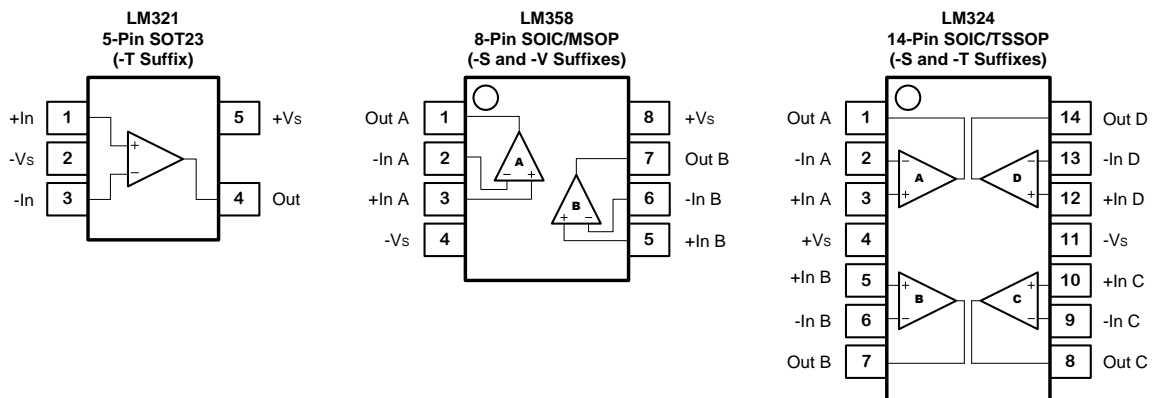 LM321
5-Pin SOT23
(-T Suffix)
+In 1 5 +Vs
+
-Vs 2
−
-In 3 4 Out
LM358
8-Pin SOIC/MSOP
(-S and -V Suffixes)
Out A 1 8 +Vs
-In A 2 A 7 Out B
− +
+In A 3 B 6 -In B
+ −
-Vs 4 5 +In B
LM324
14-Pin SOIC/TSSOP
(-S and -T Suffixes)
Out A 1 14 Out D
-In A 2 − − 13 -In D
A D
+In A 3 + + 12 +In D
+Vs 4 11 -Vs
+In B 5 + + 10 +In C
B C
-In B 6 − − 9 -In C
Out B 7 8 Out C